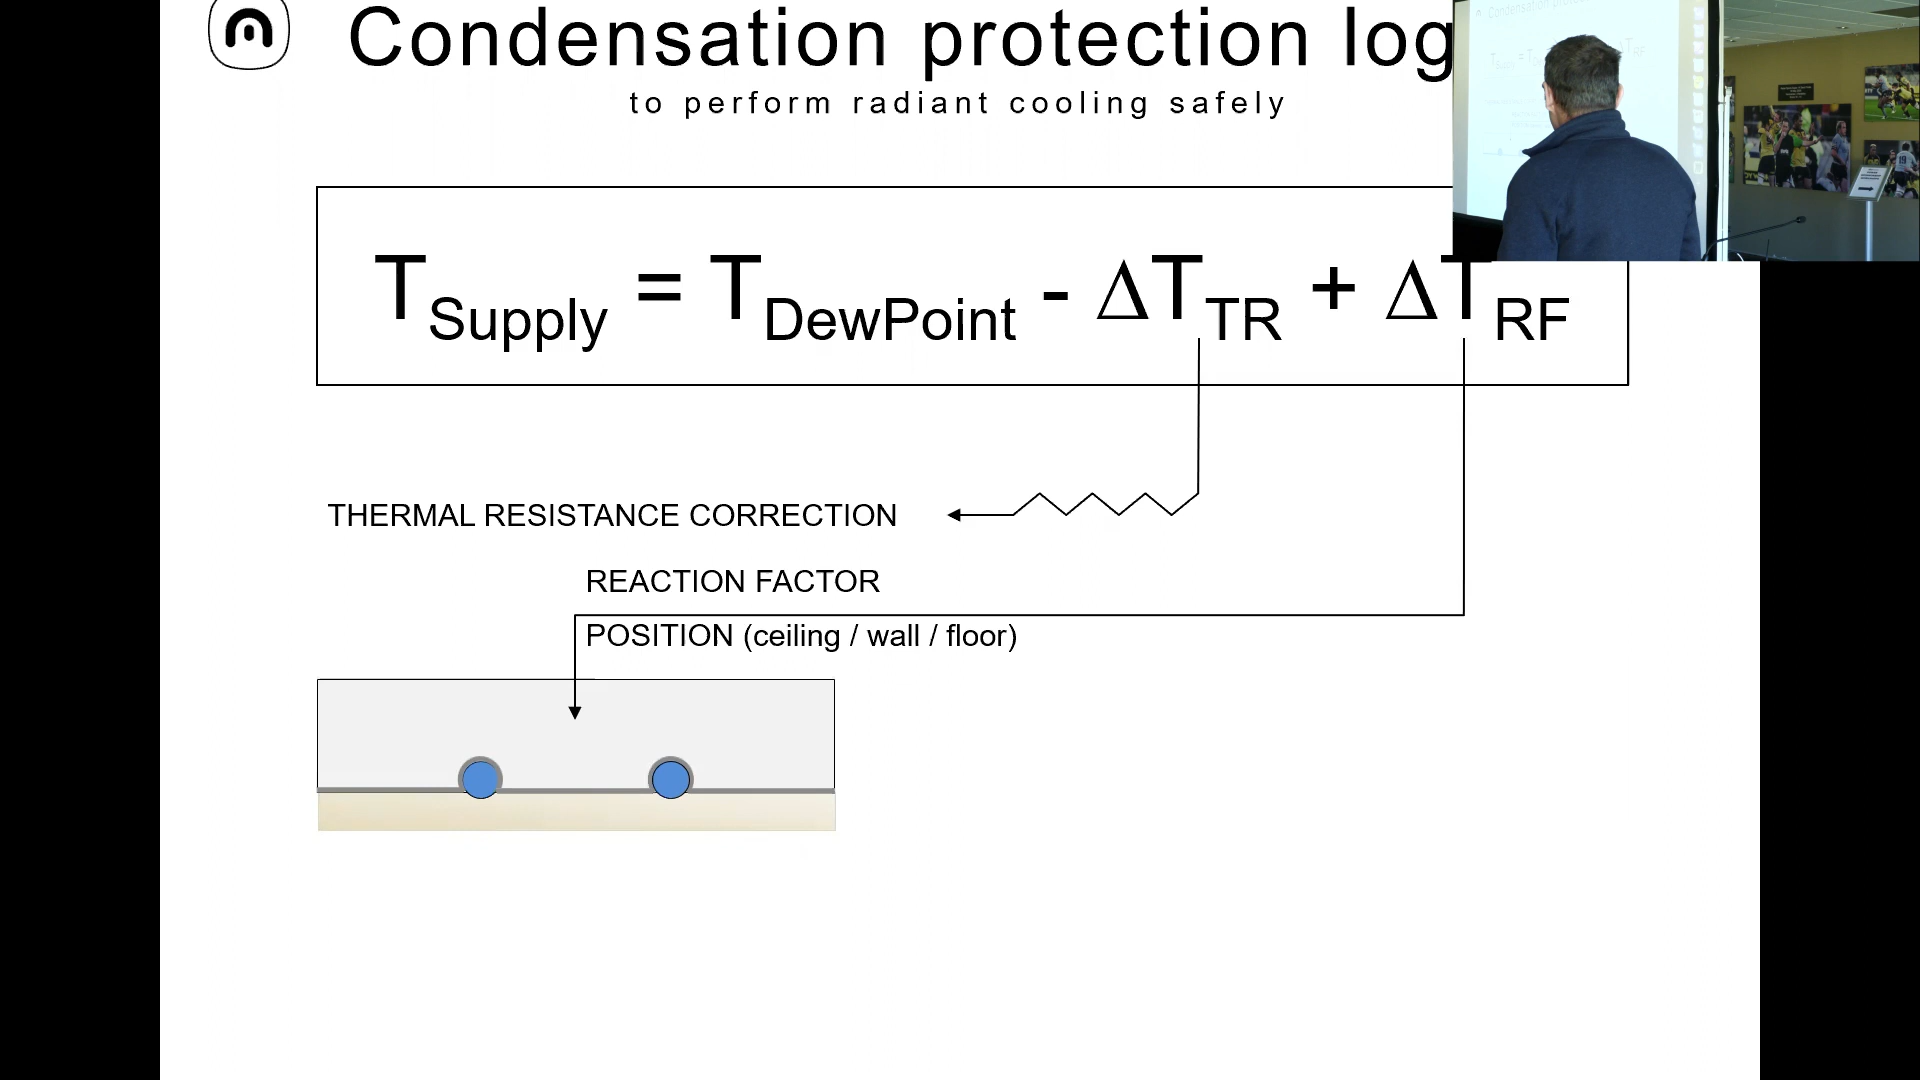 Condensation protection log
to perform radiant cooling safely
T Supply = T DewPoint - ΔT TR + ΔT RF
THERMAL RESISTANCE CORRECTION
REACTION FACTOR
POSITION (ceiling / wall / floor)